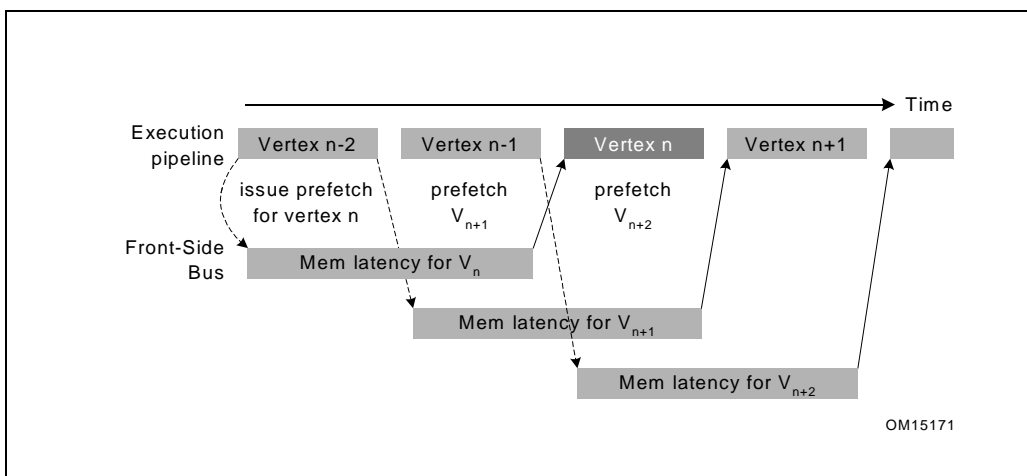 Time
Execution
pipeline
Vertex n-2
Vertex n-1
Vertex n
Vertex n+1
issue prefetch
for vertex n
prefetch
Vn+1
prefetch
Vn+2
Front-Side
Bus
Mem latency for Vn
Mem latency for Vn+1
Mem latency for Vn+2
OM15171